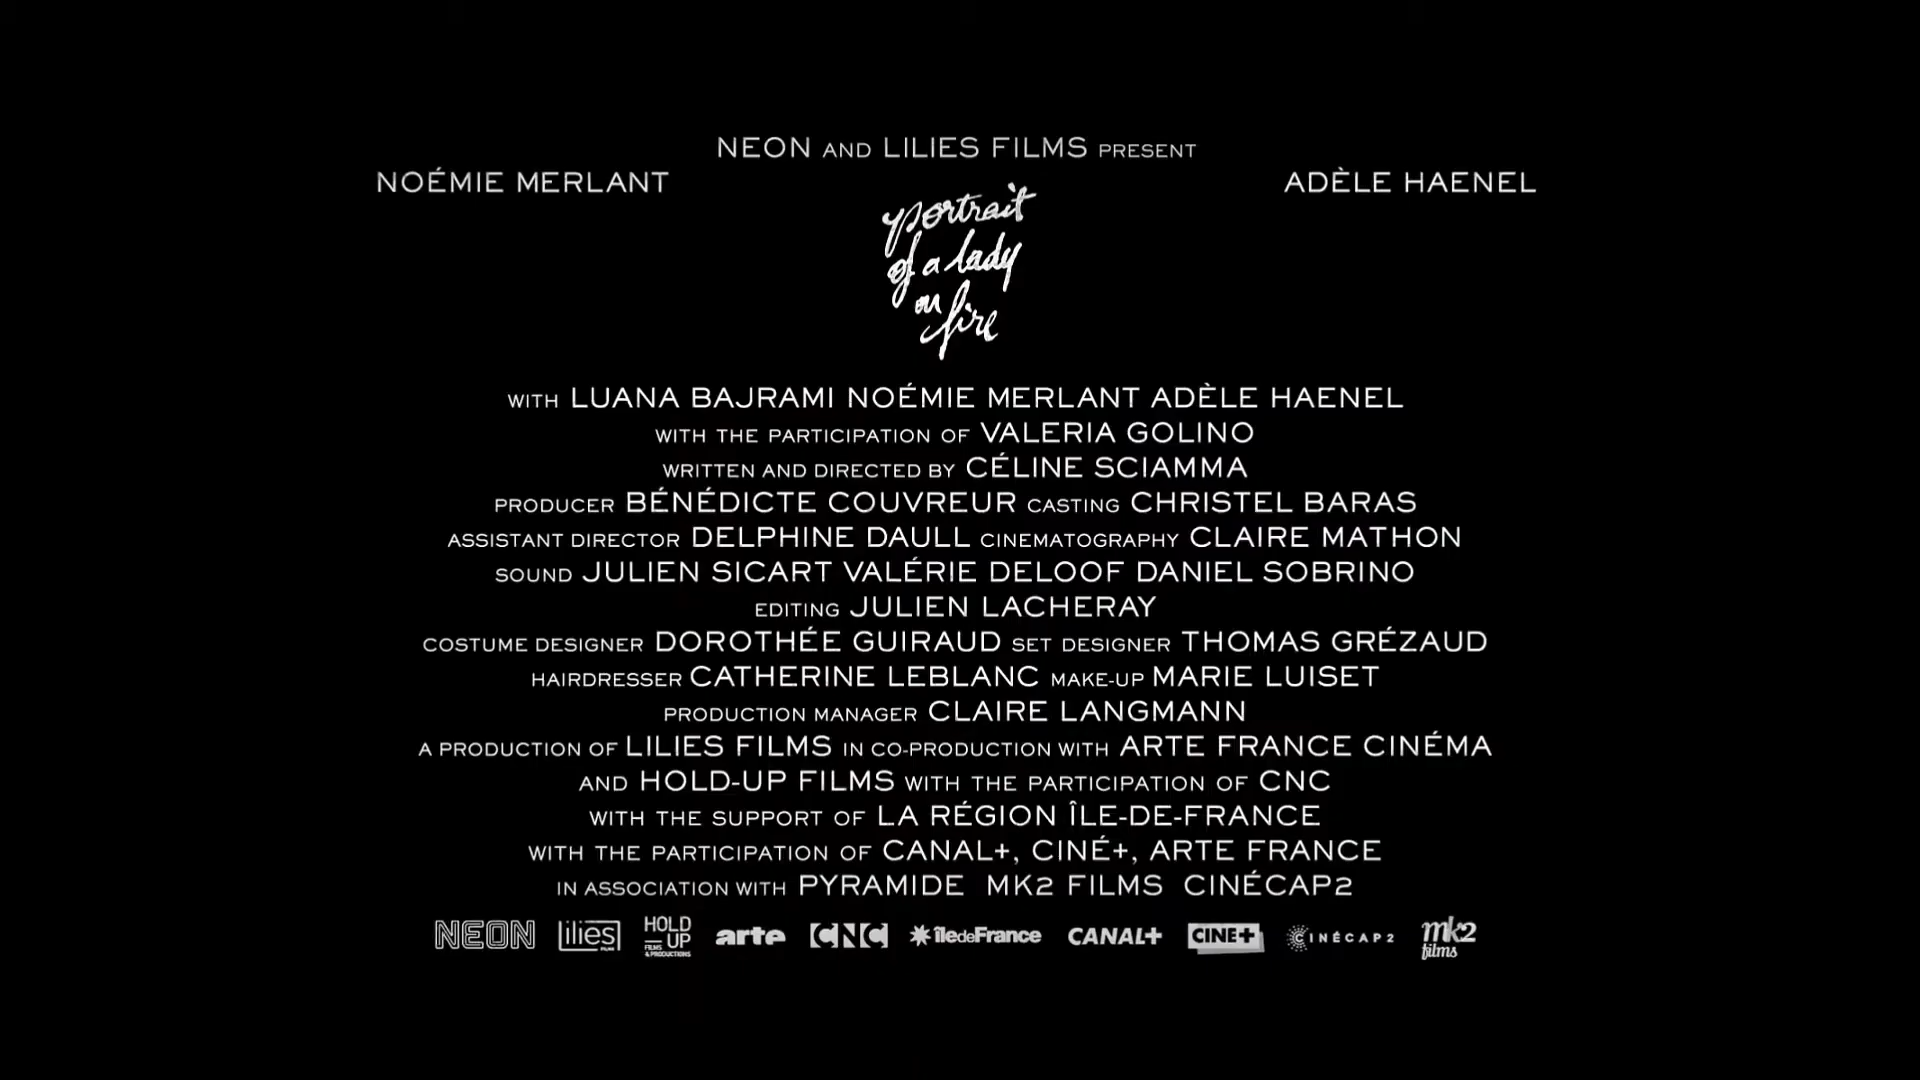 NEON AND LILIES FILMS PRESENT
NOÉMIE MERLANT
ADÈLE HAENEL
portrait
of a lady
on
fire
WITH LUANA BAJRAMI NOÉMIE MERLANT ADÈLE HAENEL
WITH THE PARTICIPATION OF VALERIA GOLINO
WRITTEN AND DIRECTED BY CÉLINE SCIAMMA
PRODUCER BÉNÉDICTE COUVREUR CASTING CHRISTEL BARAS
ASSISTANT DIRECTOR DELPHINE DAULL CINEMATOGRAPHY CLAIRE MATHON
SOUND JULIEN SICART VALÉRIE DELOOF DANIEL SOBRINO
EDITING JULIEN LACHERAY
COSTUME DESIGNER DOROTHÉE GUIRAUD SET DESIGNER THOMAS GRÉZAUD
HAIRDRESSER CATHERINE LEBLANC MAKE-UP MARIE LUISET
PRODUCTION MANAGER CLAIRE LANGMANN
A PRODUCTION OF LILIES FILMS IN CO-PRODUCTION WITH ARTE FRANCE CINÉMA
AND HOLD-UP FILMS WITH THE PARTICIPATION OF CNC
WITH THE SUPPORT OF LA RÉGION ÎLE-DE-FRANCE
WITH THE PARTICIPATION OF CANAL+, CINÉ+, ARTE FRANCE
IN ASSOCIATION WITH PYRAMIDE MK2 FILMS CINÉCAP2
NEON
lilies
FILMS
HOLD
UP
FILMS
& PRODUCTIONS
arte
CNC
îledeFrance
CANAL+
CINE+
CINÉCAP2
mk2
films